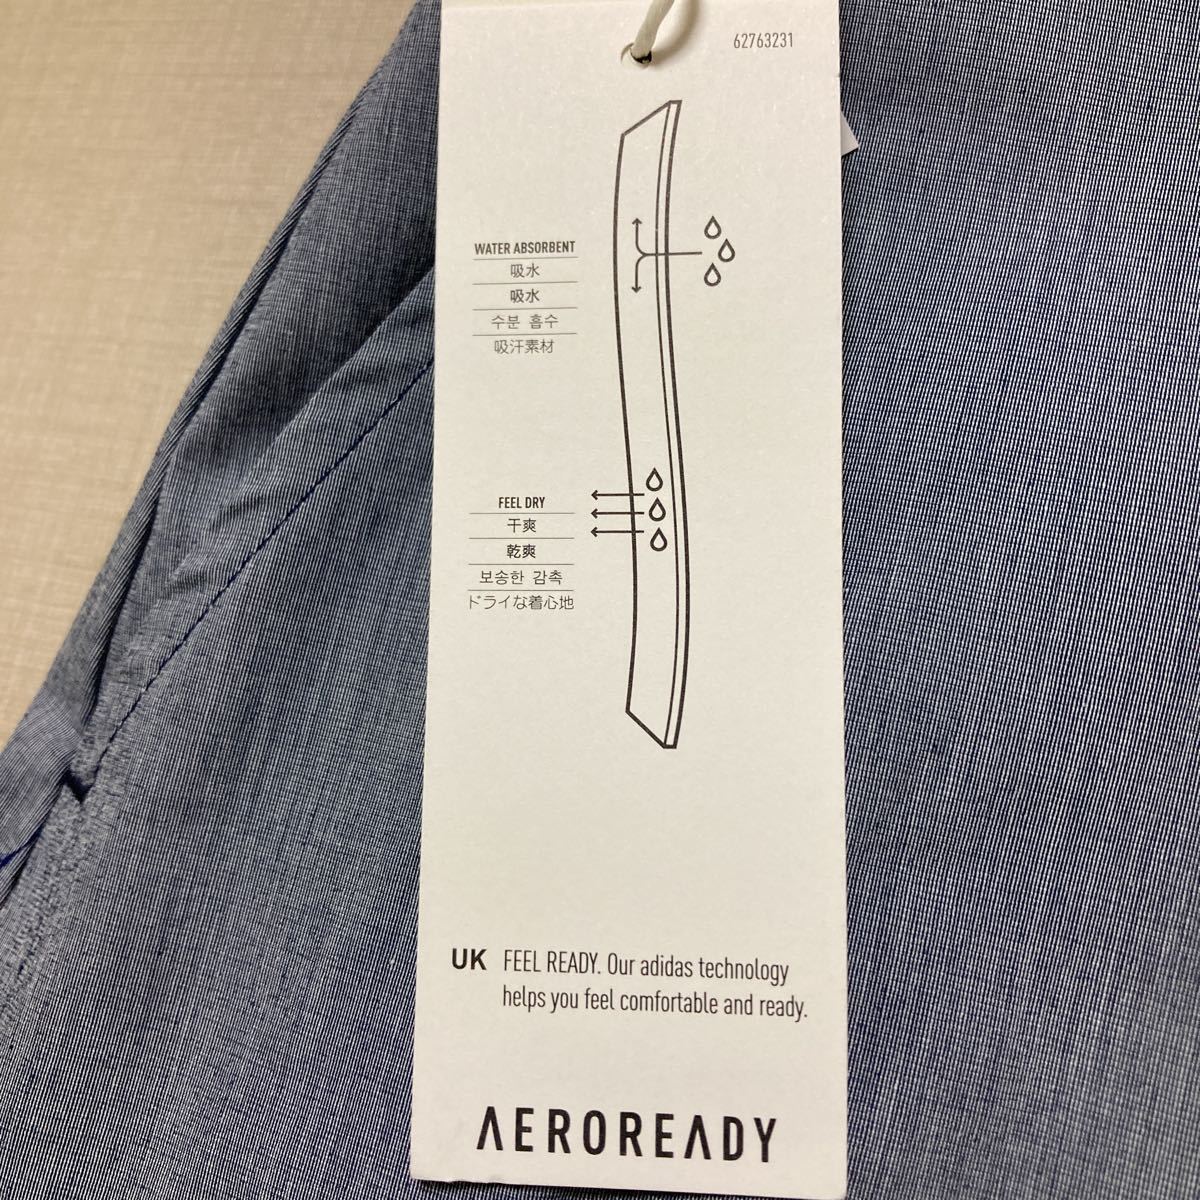 62763231
WATER ABSORBENT
吸水
吸水
수분 흡수
吸汗素材
FEEL DRY
干爽
乾爽
보송한 감촉
ドライな着心地
UK FEEL READY. Our adidas technology
helps you feel comfortable and ready.
AEROREADY